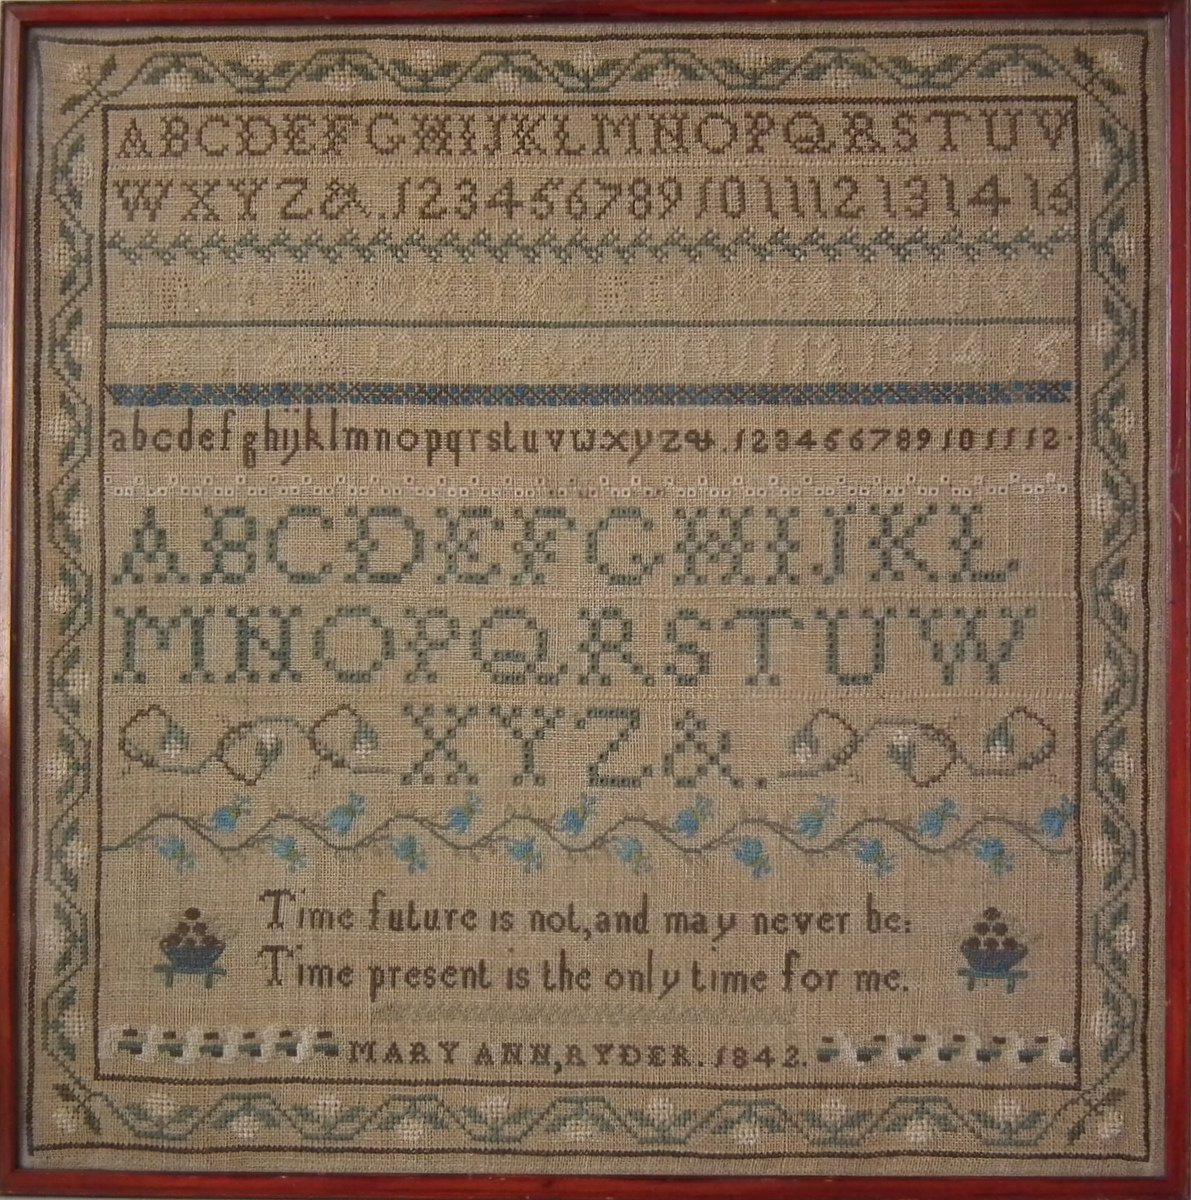 ABCDEFGHIJKLMNOPQRSTUV
WXYZ&.123456789101112131415
abcdefghijklmnopqrstuvwxyz&.123456789101112.
ABCDEFGHIJKL
MNOPQRSTUW
XYZ&.
Time future is not, and may never be:
Time present is the only time for me.
MARY ANN, RYDER. 1842.